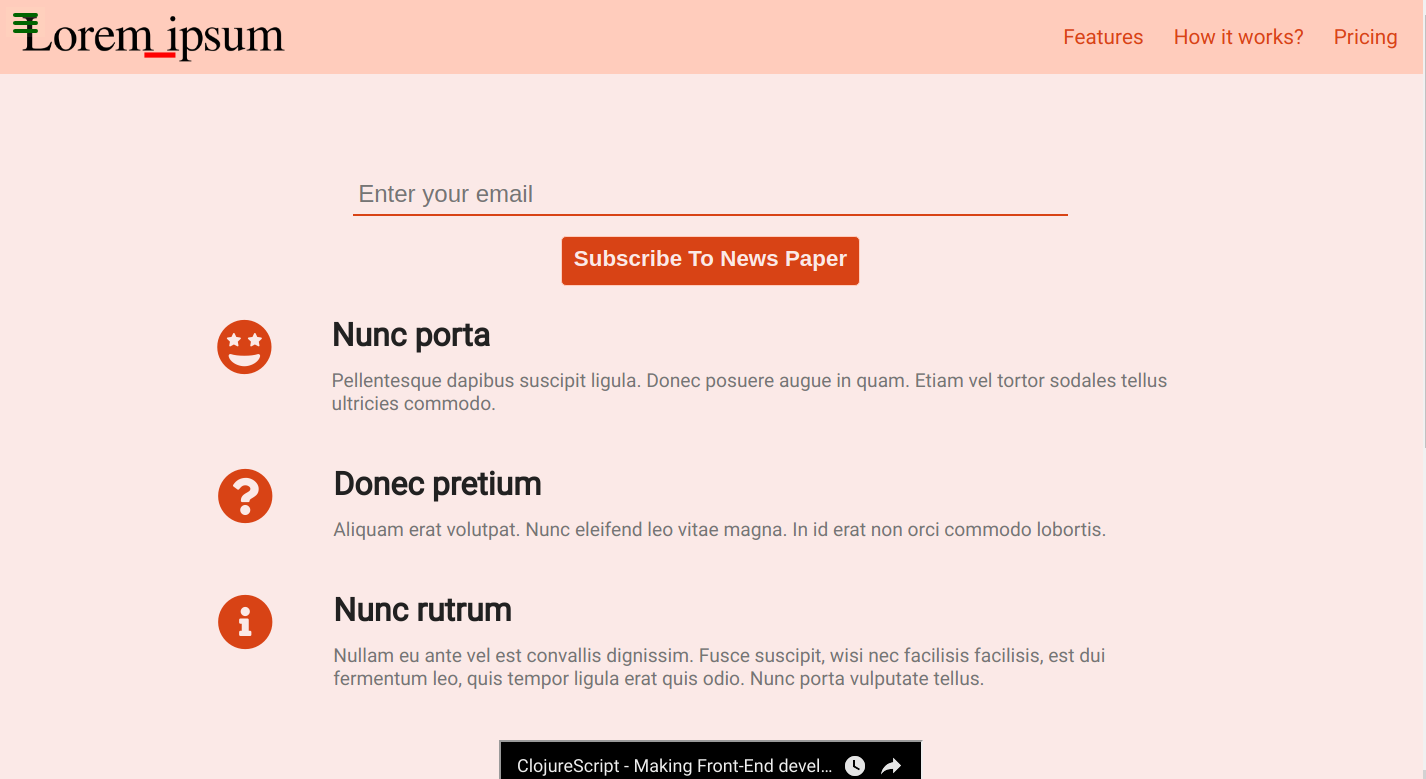 Lorem_ipsum
Features
How it works?
Pricing
Enter your email
Subscribe To News Paper
Nunc porta
Pellentesque dapibus suscipit ligula. Donec posuere augue in quam. Etiam vel tortor sodales tellus
ultricies commodo.
Donec pretium
Aliquam erat volutpat. Nunc eleifend leo vitae magna. In id erat non orci commodo lobortis.
Nunc rutrum
Nullam eu ante vel est convallis dignissim. Fusce suscipit, wisi nec facilisis facilisis, est dui
fermentum leo, quis tempor ligula erat quis odio. Nunc porta vulputate tellus.
ClojureScript - Making Front-End devel...